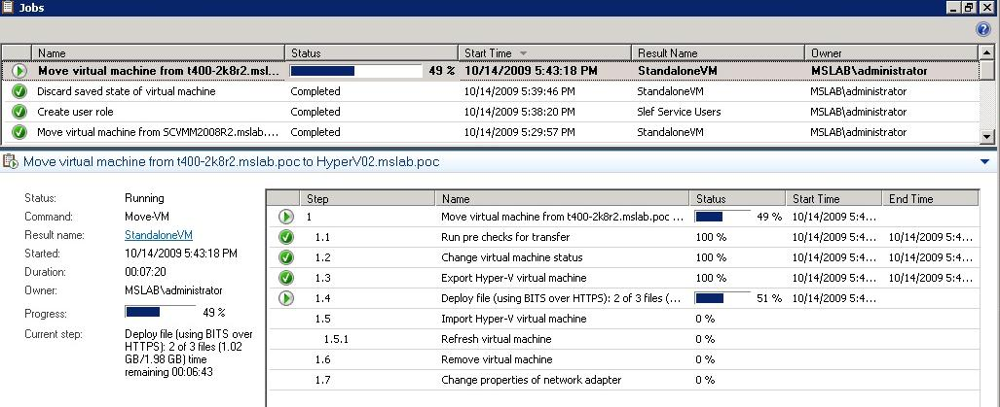 Jobs
Name Status Start Time Result Name Owner
Move virtual machine from t400-2k8r2.msl... 49 % 10/14/2009 5:43:18 PM StandaloneVM MSLAB\administrator
Discard saved state of virtual machine Completed 10/14/2009 5:39:46 PM StandaloneVM MSLAB\administrator
Create user role Completed 10/14/2009 5:38:20 PM Slef Service Users MSLAB\administrator
Move virtual machine from SCVMM2008R2.mslab.... Completed 10/14/2009 5:29:57 PM StandaloneVM MSLAB\administrator
Move virtual machine from t400-2k8r2.mslab.poc to HyperV02.mslab.poc
Status: Running
Command: Move-VM
Result name: StandaloneVM
Started: 10/14/2009 5:43:18 PM
Duration: 00:07:20
Owner: MSLAB\administrator
Progress: 49 %
Current step: Deploy file (using BITS over
HTTPS): 2 of 3 files (1.02
GB/1.98 GB) time
remaining 00:06:43
Step Name Status Start Time End Time
1 Move virtual machine from t400-2k8r2.mslab.poc ... 49 % 10/14/2009 5:4...
1.1 Run pre checks for transfer 100 % 10/14/2009 5:4... 10/14/2009 5:4...
1.2 Change virtual machine status 100 % 10/14/2009 5:4... 10/14/2009 5:4...
1.3 Export Hyper-V virtual machine 100 % 10/14/2009 5:4... 10/14/2009 5:4...
1.4 Deploy file (using BITS over HTTPS): 2 of 3 files (... 51 % 10/14/2009 5:4...
1.5 Import Hyper-V virtual machine 0 %
1.5.1 Refresh virtual machine 0 %
1.6 Remove virtual machine 0 %
1.7 Change properties of network adapter 0 %